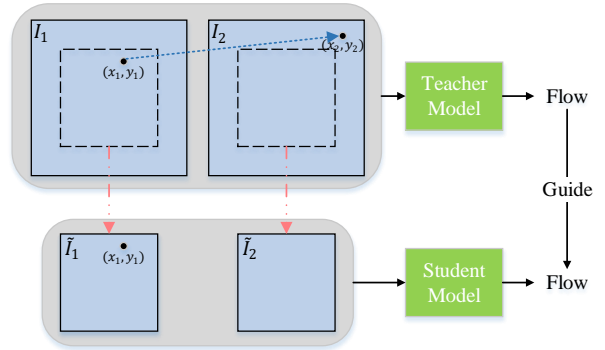 I₁
I₂
(x₁, y₁)
(x₂, y₂)
Teacher
Model
Flow
Guide
Ĩ₁
(x₁, y₁)
Ĩ₂
Student
Model
Flow